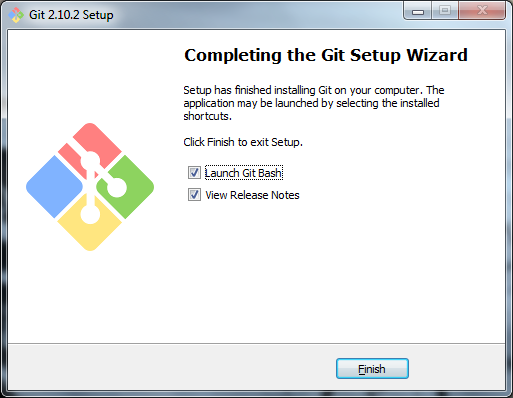 Git 2.10.2 Setup
Completing the Git Setup Wizard
Setup has finished installing Git on your computer. The
application may be launched by selecting the installed
shortcuts.
Click Finish to exit Setup.
Launch Git Bash
View Release Notes
Finish